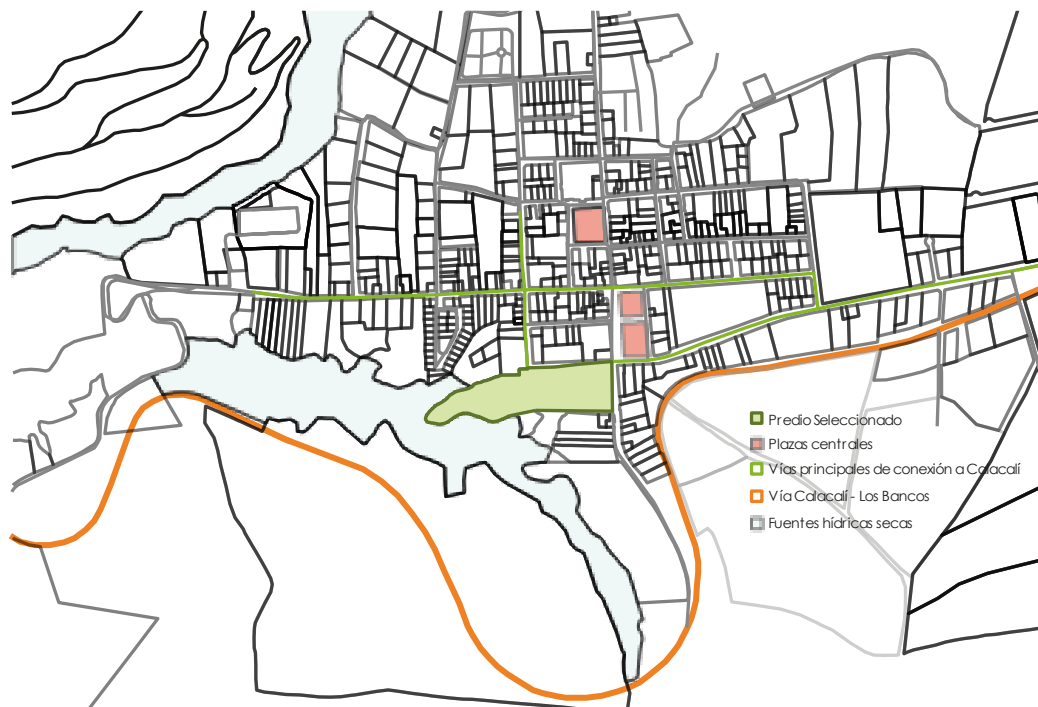 Predio Seleccionado
Plazas centrales
Vías principales de conexión a Calacalí
Vía Calacalí - Los Bancos
Fuentes hídricas secas